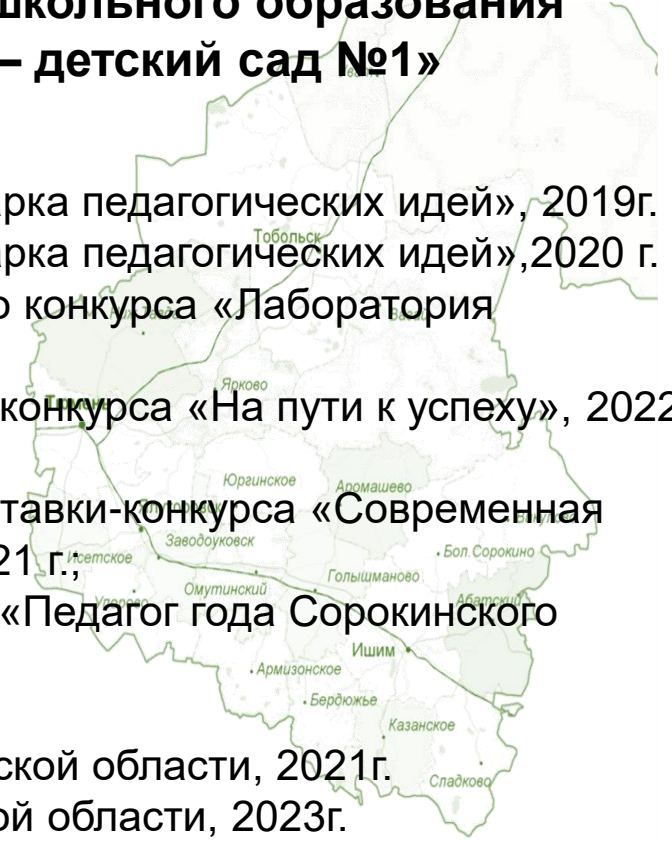 школьного образования
– детский сад №1»
рка педагогических идей», 2019г.
Тобольск
рка педагогических идей»,2020 г.
о конкурса «Лаборатория
Ярково
конкурса «На пути к успеху», 2022
Юргинское
Аромашево
тавки-конкурса «Современная
Заводоуковск
Бол.Сорокино
21 г.;
Исетское
Голышманово
Омутинский
Абатский
«Педагог года Сорокинского
Ишим
Армизонское
Бердюжье
Казанское
ской области, 2021г.
Сладково
ой области, 2023г.